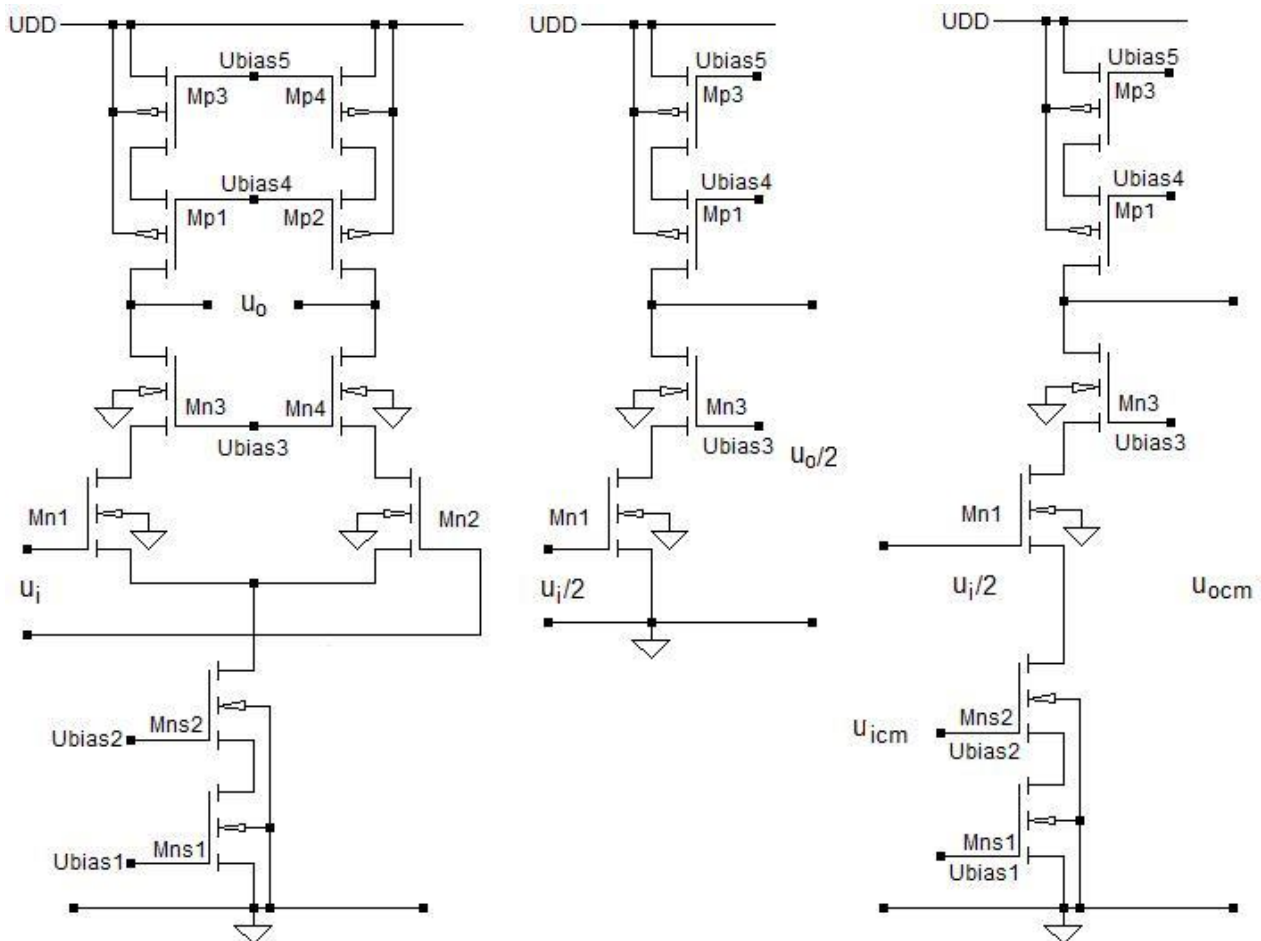 UDD
Ubias5
Mp3
Mp4
Ubias4
Mp1
Mp2
uo
Mn3
Mn4
Ubias3
Mn1
Mn2
ui
Mns2
Ubias2
Mns1
Ubias1
UDD
Ubias5
Mp3
Ubias4
Mp1
Mn3
Ubias3
uo/2
Mn1
ui/2
UDD
Ubias5
Mp3
Ubias4
Mp1
Mn3
Ubias3
Mn1
ui/2
uocm
Mns2
uicm
Ubias2
Mns1
Ubias1